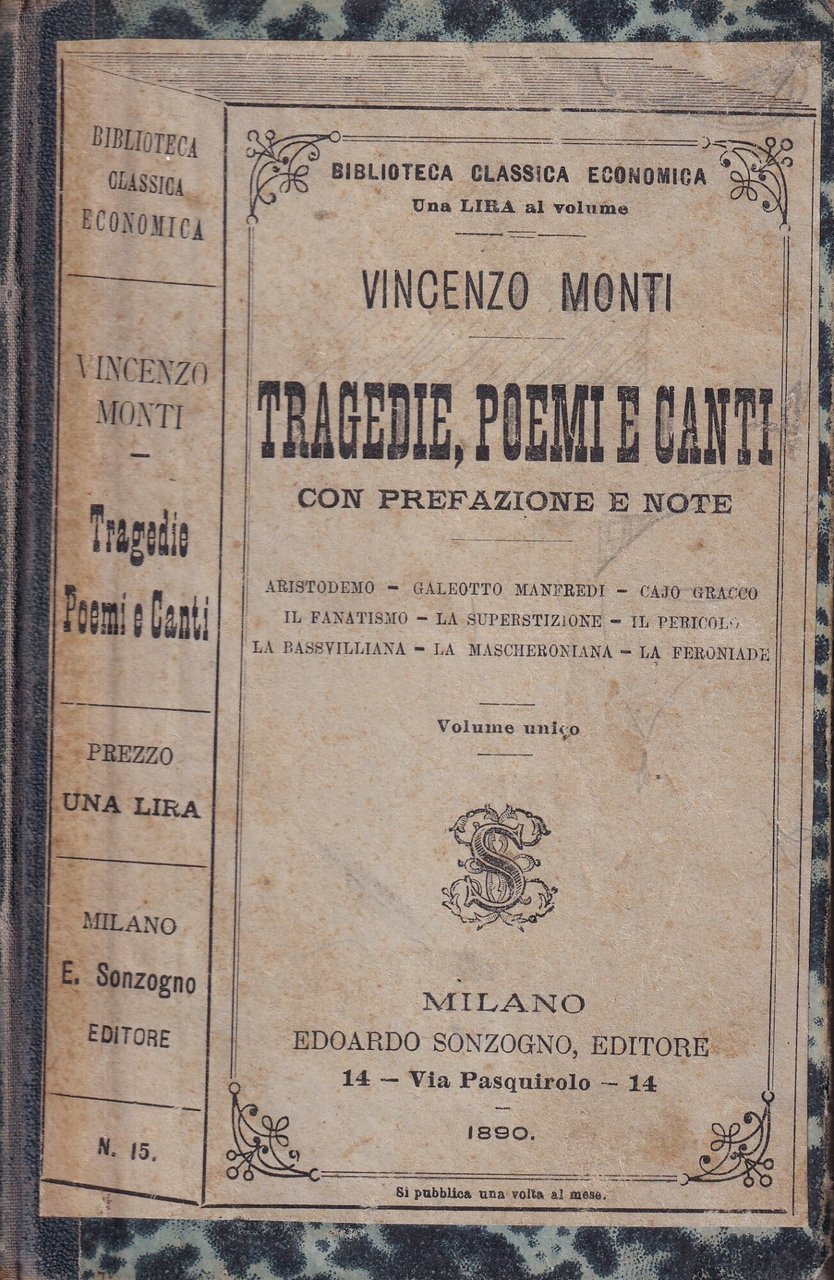 BIBLIOTECA
CLASSICA
ECONOMICA
VINCENZO
MONTI
Tragedie
Poemi e Canti
PREZZO
UNA LIRA
MILANO
E. Sonzogno
EDITORE
N. 15.
BIBLIOTECA CLASSICA ECONOMICA
Una LIRA al volume
VINCENZO MONTI
TRAGEDIE, POEMI E CANTI
CON PREFAZIONE E NOTE
ARISTODEMO – GALEOTTO MANFREDI – CAJO GRACCO
IL FANATISMO – LA SUPERSTIZIONE – IL PERICOLO
LA BASSVILLIANA – LA MASCHERONIANA – LA FERONIADE
Volume unico
S
MILANO
EDOARDO SONZOGNO, EDITORE
14 – Via Pasquirolo – 14
1890.
Si pubblica una volta al mese.